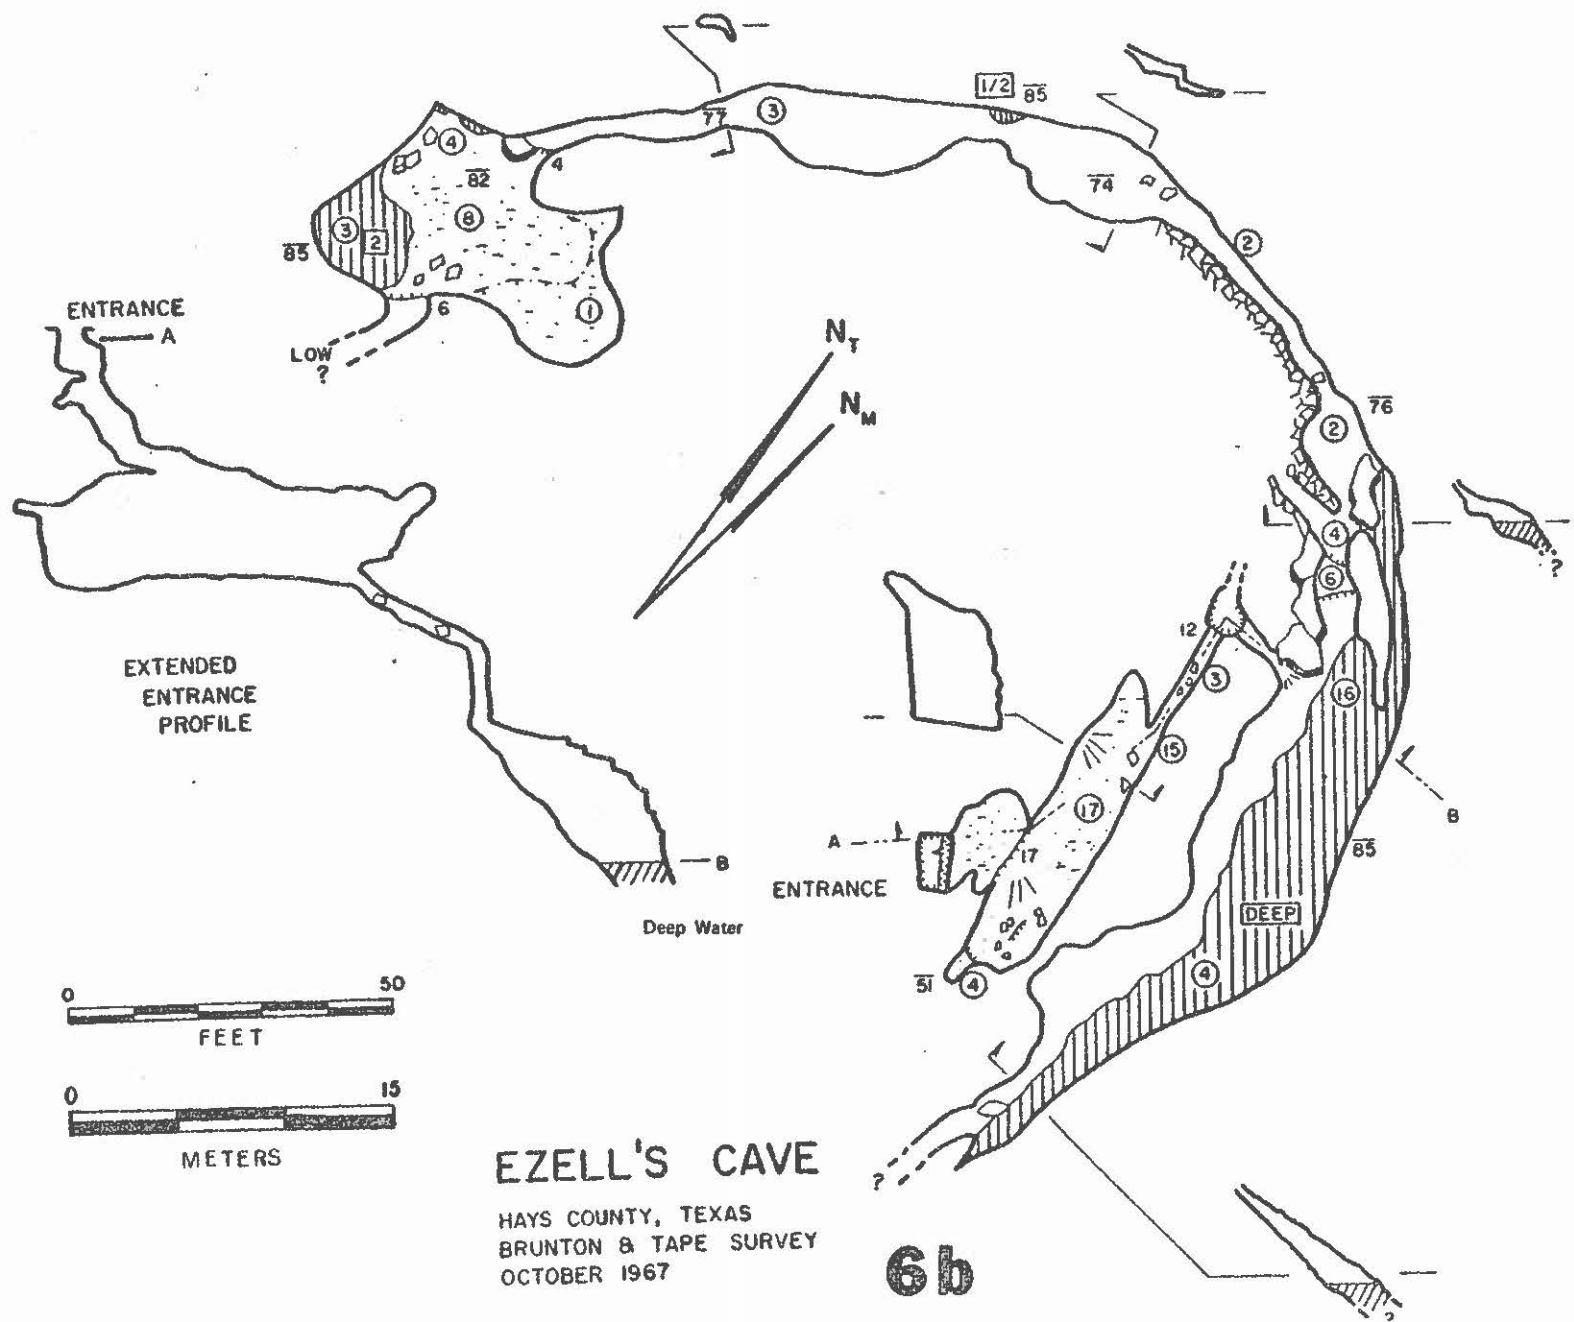 1/2
85
77
3
4
4
82
74
8
2
3
2
85
1
6
ENTRANCE
A
LOW
?
N_T
N_M
76
2
4
?
6
12
3
16
EXTENDED
ENTRANCE
PROFILE
15
17
B
A
17
85
ENTRANCE
B
DEEP
Deep Water
51
4
4
0
50
FEET
0
15
METERS
EZELL'S CAVE
?
HAYS COUNTY, TEXAS
BRUNTON & TAPE SURVEY
OCTOBER 1967
6b
?